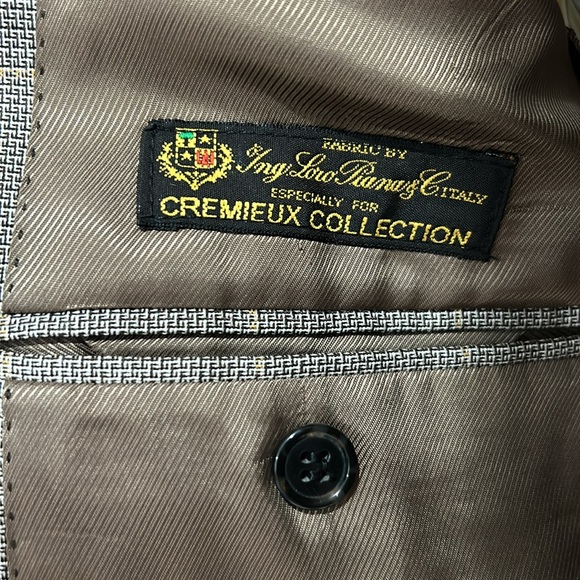 FABRIC BY
Ing. Loro Piana & C. ITALY
ESPECIALLY FOR
CREMIEUX COLLECTION